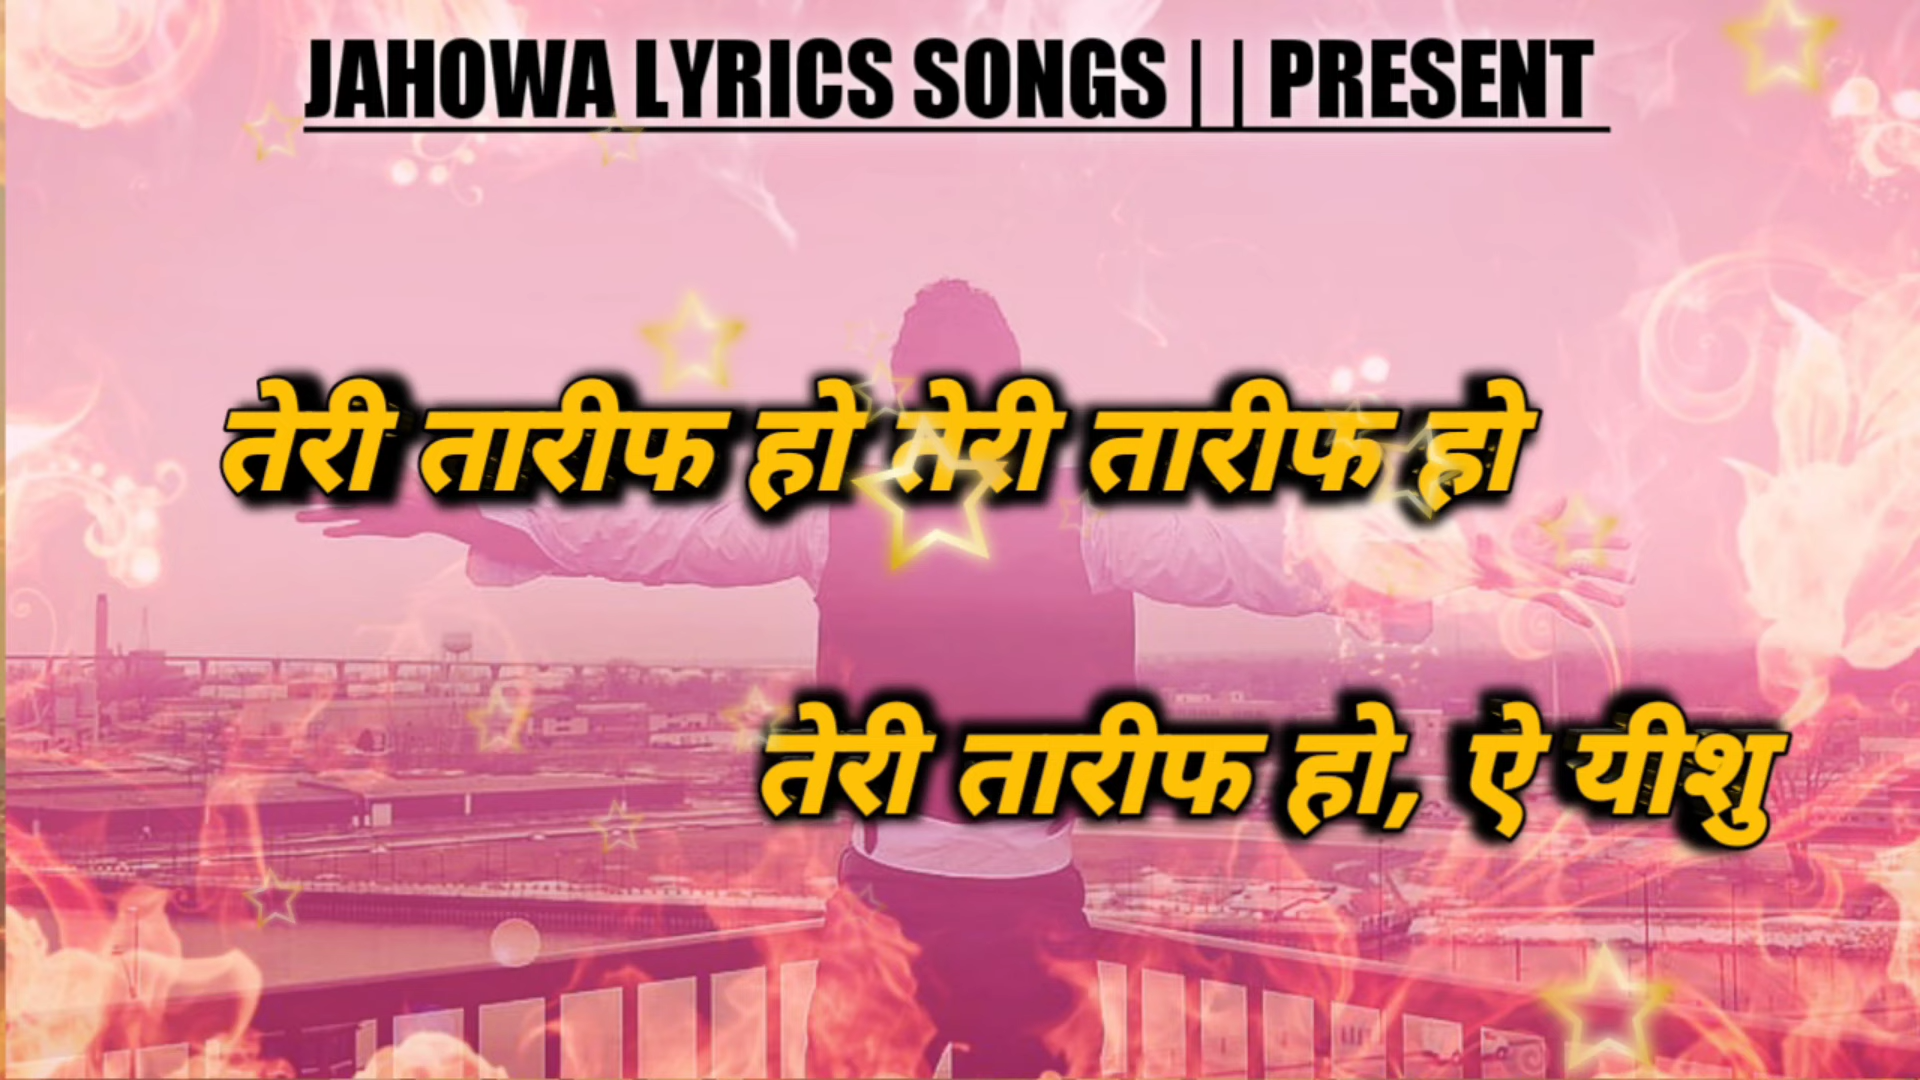 JAHOWA LYRICS SONGS || PRESENT
तेरी तारीफ हो तेरी तारीफ हो
तेरी तारीफ हो, ऐ यीशु